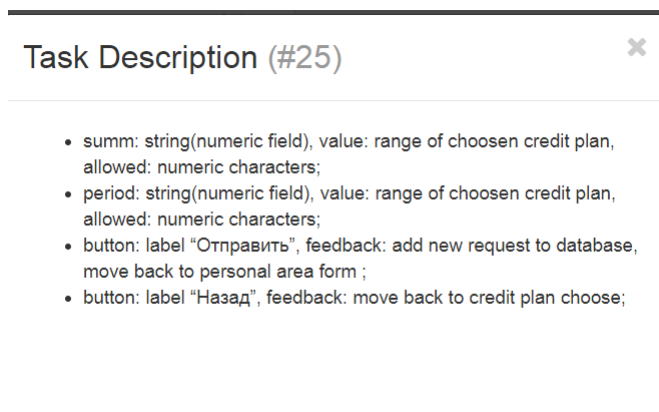 Task Description (#25)
summ: string(numeric field), value: range of choosen credit plan,
allowed: numeric characters;
period: string(numeric field), value: range of choosen credit plan,
allowed: numeric characters;
button: label “Отправить”, feedback: add new request to database,
move back to personal area form ;
button: label “Назад”, feedback: move back to credit plan choose;